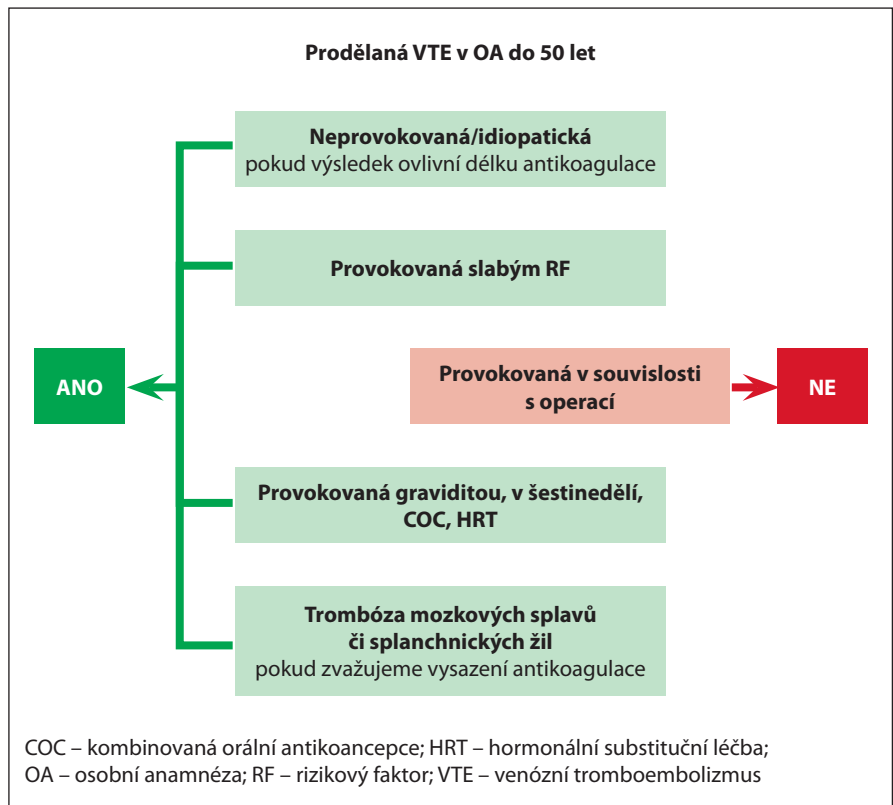 Prodělaná VTE v OA do 50 let
Neprovokovaná/idiopatická
pokud výsledek ovlivní délku antikoagulace
Provokovaná slabým RF
ANO
Provokovaná v souvislosti
s operací
NE
Provokovaná graviditou, v šestinedělí,
COC, HRT
Trombóza mozkových splavů
či splanchnických žil
pokud zvažujeme vysazení antikoagulace
COC – kombinovaná orální antikoancepce; HRT – hormonální substituční léčba;
OA – osobní anamnéza; RF – rizikový faktor; VTE – venózní tromboembolizmus